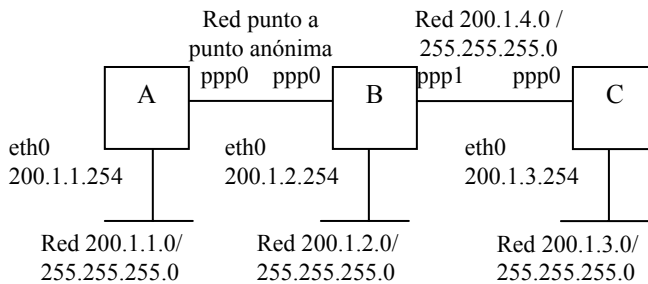 Red punto a
punto anónima
Red 200.1.4.0 /
255.255.255.0
ppp0
ppp0
ppp1
ppp0
A
B
C
eth0
200.1.1.254
eth0
200.1.2.254
eth0
200.1.3.254
Red 200.1.1.0/
255.255.255.0
Red 200.1.2.0/
255.255.255.0
Red 200.1.3.0/
255.255.255.0